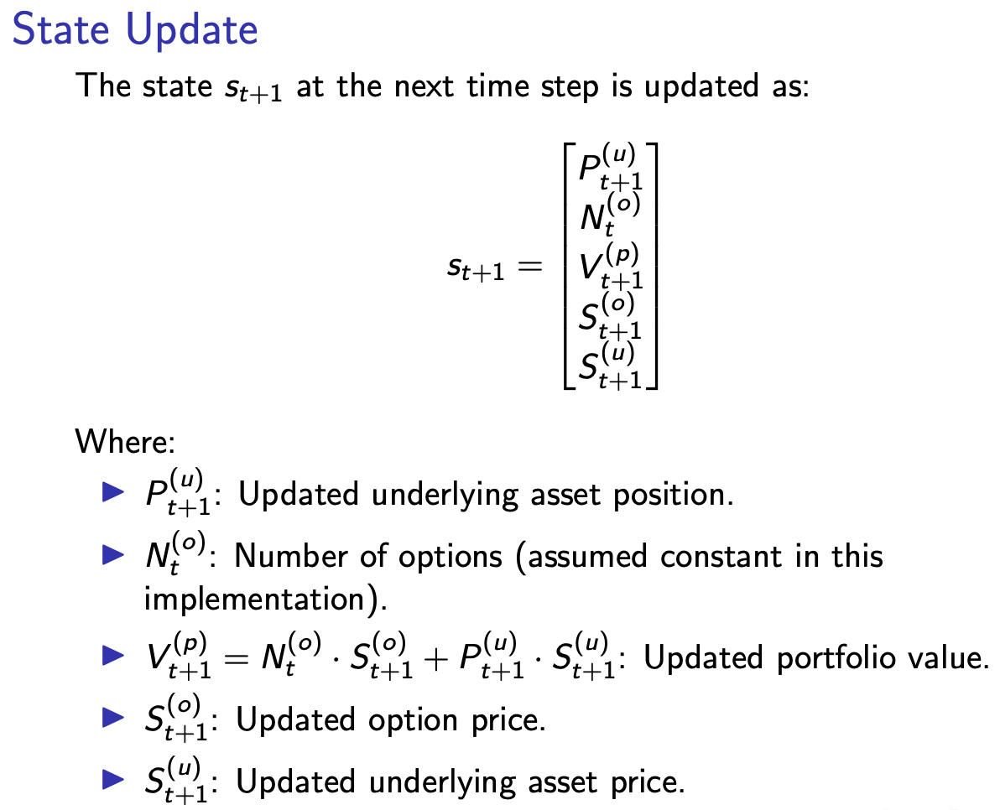 State Update
The state $s_{t+1}$ at the next time step is updated as:
$s_{t+1} = \begin{bmatrix} P_{t+1}^{(u)} \\ N_t^{(o)} \\ V_{t+1}^{(p)} \\ S_{t+1}^{(o)} \\ S_{t+1}^{(u)} \end{bmatrix}$
Where:
▶ $P_{t+1}^{(u)}$: Updated underlying asset position.
▶ $N_t^{(o)}$: Number of options (assumed constant in this
implementation).
▶ $V_{t+1}^{(p)} = N_t^{(o)} \cdot S_{t+1}^{(o)} + P_{t+1}^{(u)} \cdot S_{t+1}^{(u)}$: Updated portfolio value.
▶ $S_{t+1}^{(o)}$: Updated option price.
▶ $S_{t+1}^{(u)}$: Updated underlying asset price.